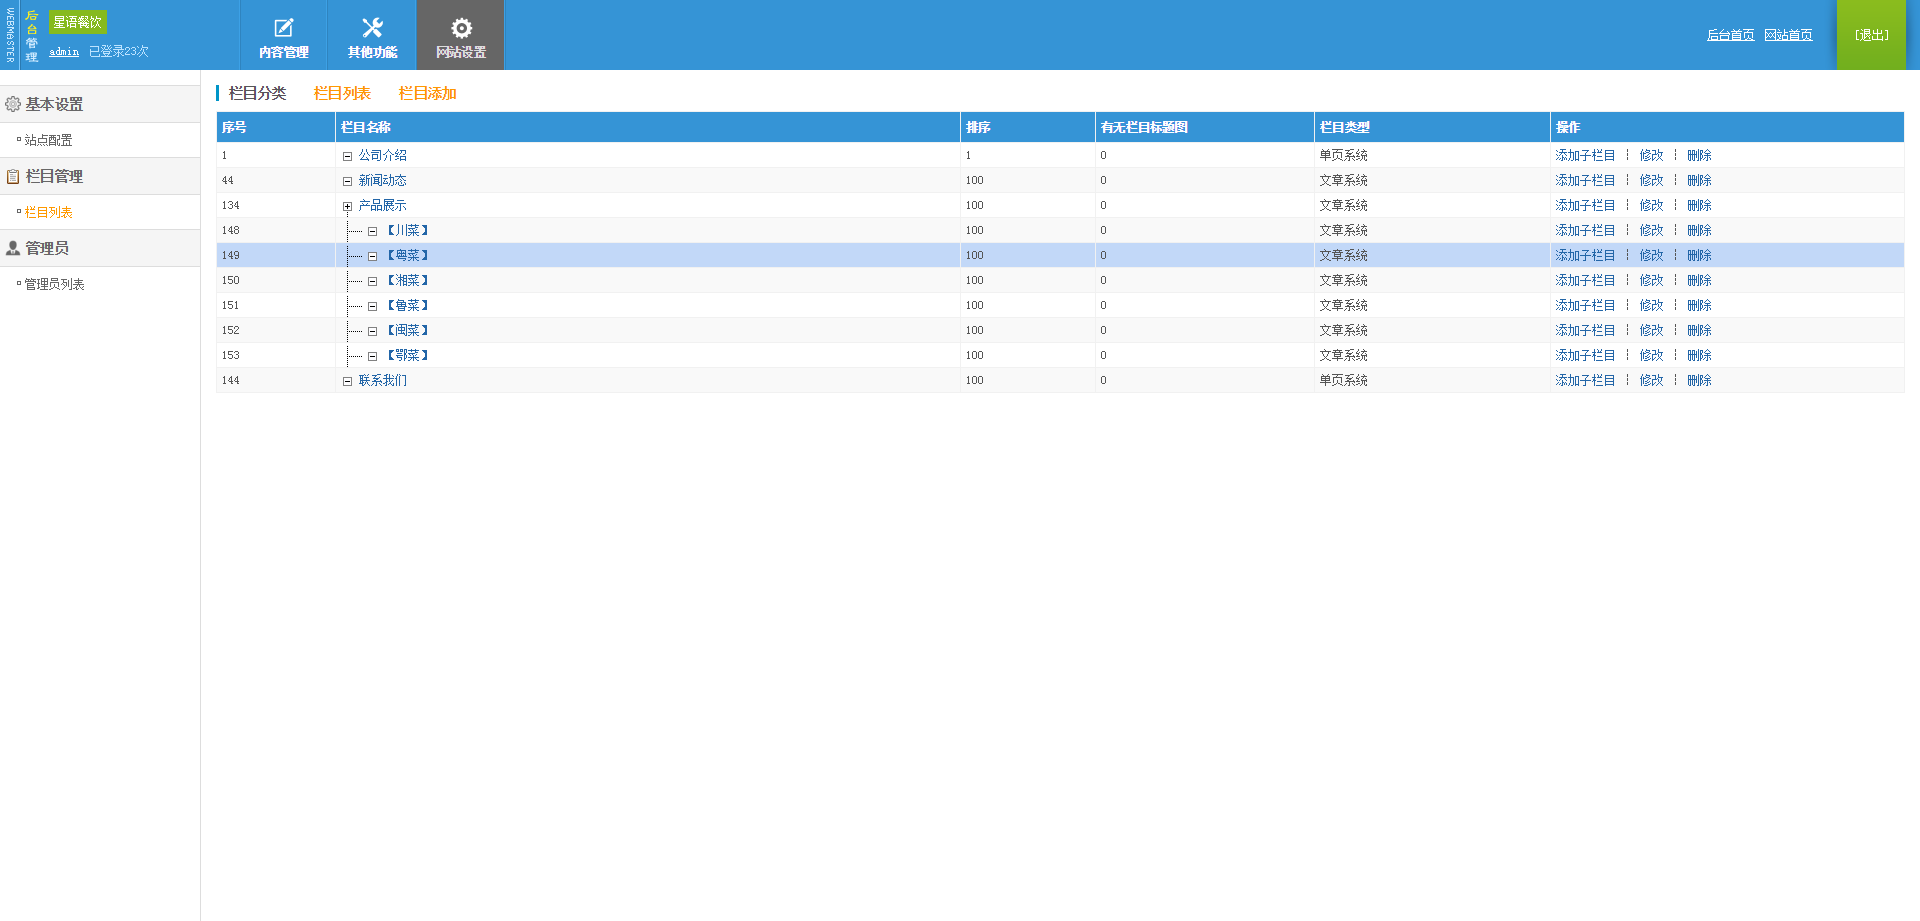 WEBMASTER
后台管理
星语餐饮
admin 已登录23次
内容管理
其他功能
网站设置
后台首页 网站首页
[退出]
基本设置
站点配置
栏目管理
栏目列表
管理员
管理员列表
栏目分类 栏目列表 栏目添加
序号 栏目名称 排序 有无栏目标题图 栏目类型 操作
1 公司介绍 1 0 单页系统 添加子栏目 ┆ 修改 ┆ 删除
44 新闻动态 100 0 文章系统 添加子栏目 ┆ 修改 ┆ 删除
134 产品展示 100 0 文章系统 添加子栏目 ┆ 修改 ┆ 删除
148 【川菜】 100 0 文章系统 添加子栏目 ┆ 修改 ┆ 删除
149 【粤菜】 100 0 文章系统 添加子栏目 ┆ 修改 ┆ 删除
150 【湘菜】 100 0 文章系统 添加子栏目 ┆ 修改 ┆ 删除
151 【鲁菜】 100 0 文章系统 添加子栏目 ┆ 修改 ┆ 删除
152 【闽菜】 100 0 文章系统 添加子栏目 ┆ 修改 ┆ 删除
153 【鄂菜】 100 0 文章系统 添加子栏目 ┆ 修改 ┆ 删除
144 联系我们 100 0 单页系统 添加子栏目 ┆ 修改 ┆ 删除